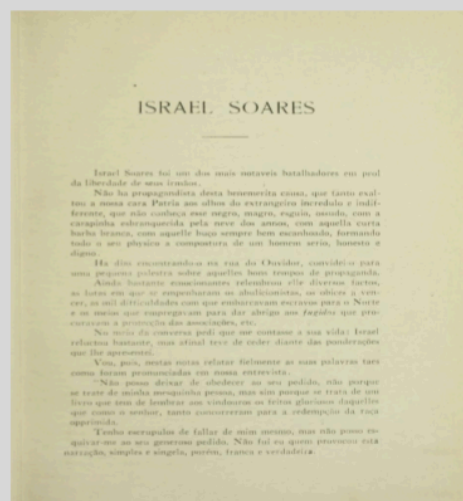 ISRAEL SOARES
Israel Soares foi um dos mais notaveis batalhadores em prol
da liberdade de seus irmãos.
Não ha propagandista desta benemerita causa, que tanto exal-
tou a nossa cara Patria aos olhos do extrangeiro incredulo e indif-
ferente, que não conheça esse negro, magro, esguio, ossudo, com a
carapinha esbranquecida pela neve dos annos, com aquella curta
barba branca, com aquelle buço sempre bem escanhoado, formando
todo o seu physico a compostura de um homem serio, honesto e
digno.
Ha dias encontrando-o na rua do Ouvidor, convidei-o para
uma pequena palestra sobre aquelles bons tempos de propaganda.
Ainda bastante emocionantes relembrou elle diversos factos,
as lutas em que se empenharam os abolicionistas, os obices a ven-
cer, as mil difficuldades com que embarcavam escravos para o Norte
e os meios que empregavam para dar abrigo aos fugidos que pro-
curavam a protecção das associações, etc.
No meio da conversa pedi que me contasse a sua vida: Israel
reluctou bastante, mas afinal teve de ceder diante das ponderações
que lhe apresentei.
Vou, pois, nestas notas relatar fielmente as suas palavras taes
como foram pronunciadas em nossa entrevista.
"Não posso deixar de obedecer ao seu pedido, não porque
se trate de minha mesquinha pessoa, mas sim porque se trata de um
livro que tem de lembrar aos vindouros os feitos gloriosos daquelles
que como o senhor, tanto concorreram para a redempção da raça
opprimida.
Tenho escrupulos de fallar de mim mesmo, mas não posso es-
quivar-me ao seu generoso pedido. Não fui eu quem procurou esta
narração, simples e singela, porém, franca e verdadeira.